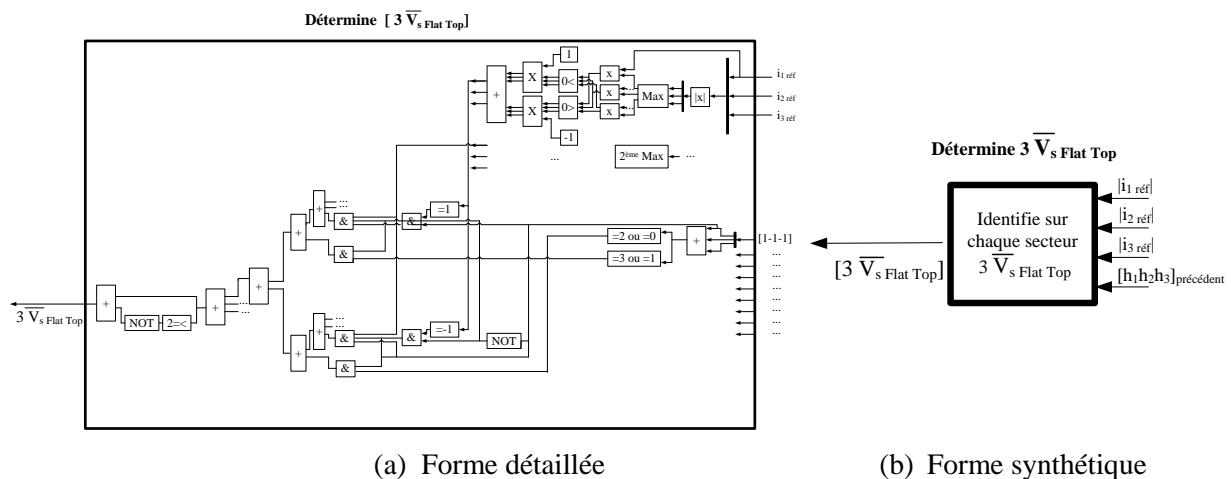 Détermine [ 3 V̅s Flat Top]
1
X
0<
x
+
x
Max
|x|
X
0>
x
-1
i1 réf
i2 réf
i3 réf
...
...
...
2ème Max
...
+
...
...
&
&
=1
+
+
&
=2 ou =0
=3 ou =1
+
[1-1-1]
...
...
...
...
...
...
...
...
+
NOT
2=<
+
...
...
+
3 V̅s Flat Top
+
+
...
...
&
&
=-1
NOT
&
Détermine 3 V̅s Flat Top
Identifie sur
chaque secteur
3 V̅s Flat Top
|i1 réf|
|i2 réf|
|i3 réf|
[h1h2h3]précédent
[3 V̅s Flat Top]
(a) Forme détaillée
(b) Forme synthétique